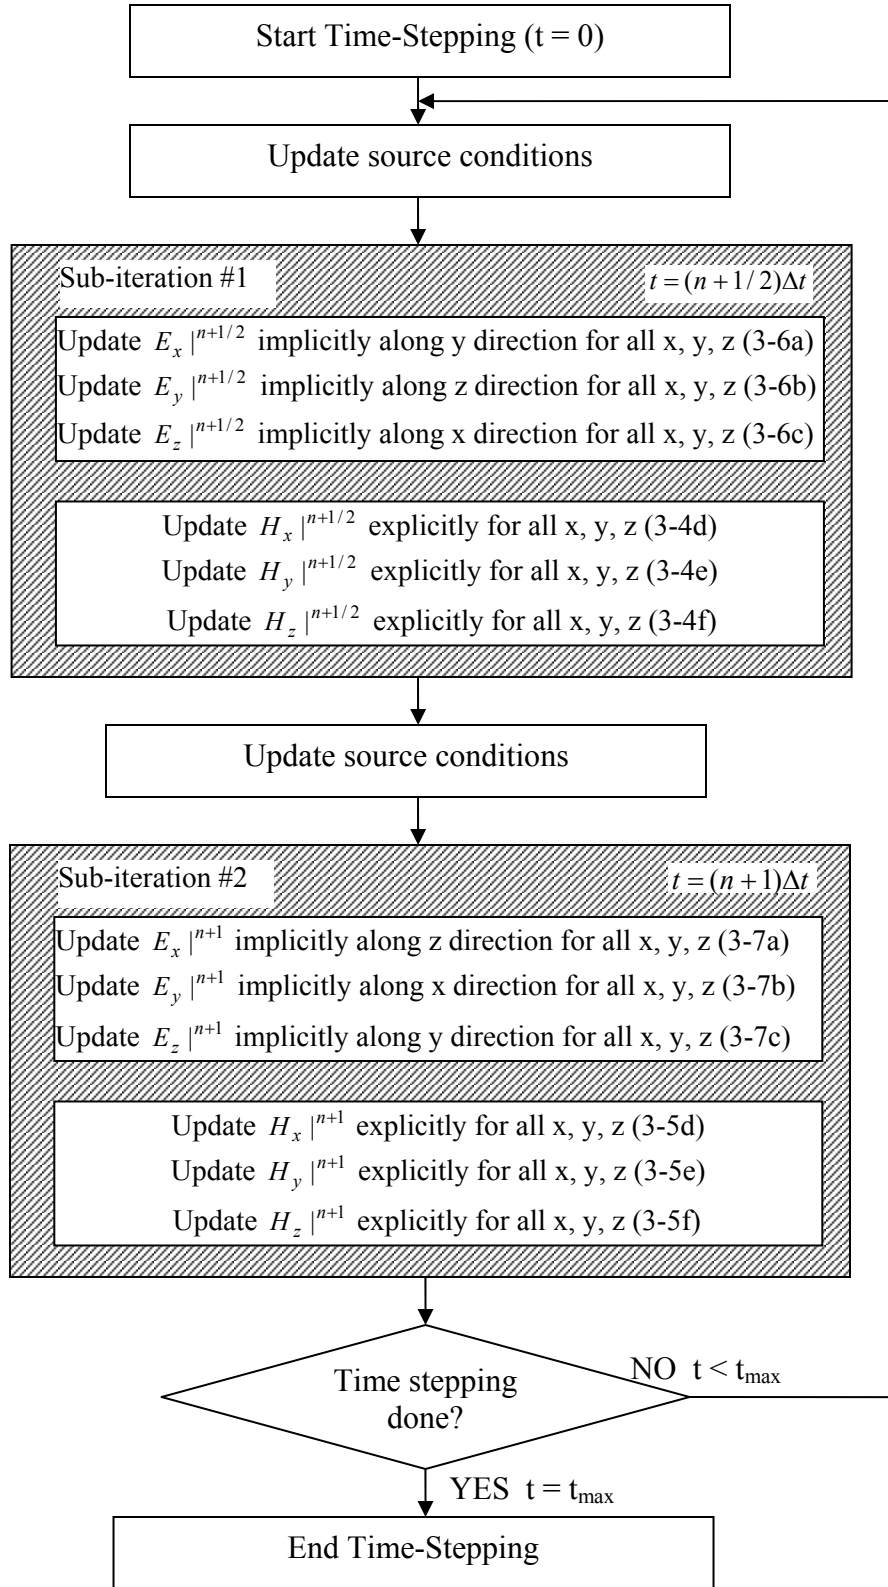 Start Time-Stepping (t = 0)
Update source conditions
Sub-iteration #1
t = (n + 1/2)Δt
Update E_x |^{n+1/2} implicitly along y direction for all x, y, z (3-6a)
Update E_y |^{n+1/2} implicitly along z direction for all x, y, z (3-6b)
Update E_z |^{n+1/2} implicitly along x direction for all x, y, z (3-6c)
Update H_x |^{n+1/2} explicitly for all x, y, z (3-4d)
Update H_y |^{n+1/2} explicitly for all x, y, z (3-4e)
Update H_z |^{n+1/2} explicitly for all x, y, z (3-4f)
Update source conditions
Sub-iteration #2
t = (n + 1)Δt
Update E_x |^{n+1} implicitly along z direction for all x, y, z (3-7a)
Update E_y |^{n+1} implicitly along x direction for all x, y, z (3-7b)
Update E_z |^{n+1} implicitly along y direction for all x, y, z (3-7c)
Update H_x |^{n+1} explicitly for all x, y, z (3-5d)
Update H_y |^{n+1} explicitly for all x, y, z (3-5e)
Update H_z |^{n+1} explicitly for all x, y, z (3-5f)
Time stepping
done?
NO t < t_{max}
YES t = t_{max}
End Time-Stepping